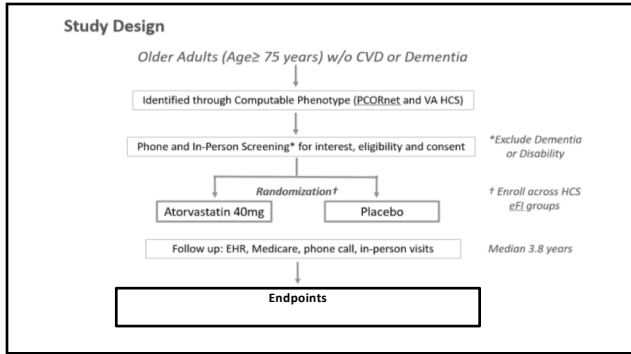 Study Design
Older Adults (Age≥ 75 years) w/o CVD or Dementia
Identified through Computable Phenotype (PCORnet and VA HCS)
Phone and In-Person Screening* for interest, eligibility and consent
*Exclude Dementia
or Disability
Randomization†
† Enroll across HCS
eFI groups
Atorvastatin 40mg
Placebo
Follow up: EHR, Medicare, phone call, in-person visits
Median 3.8 years
Endpoints